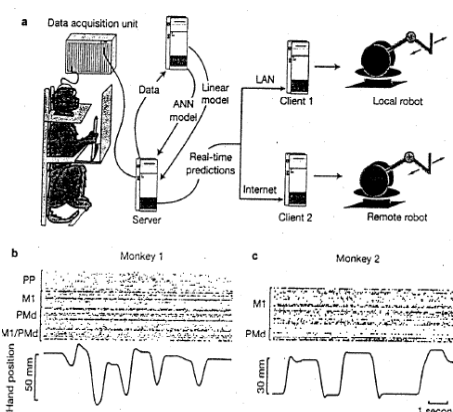 a
Data acquisition unit
Data
ANN
model
Linear
model
Server
Real-time
predictions
LAN
Internet
Client 1
Local robot
Client 2
Remote robot
b
Monkey 1
PP
M1
PMd
M1/PMd
Hand position
50 mm
c
Monkey 2
M1
PMd
30 mm